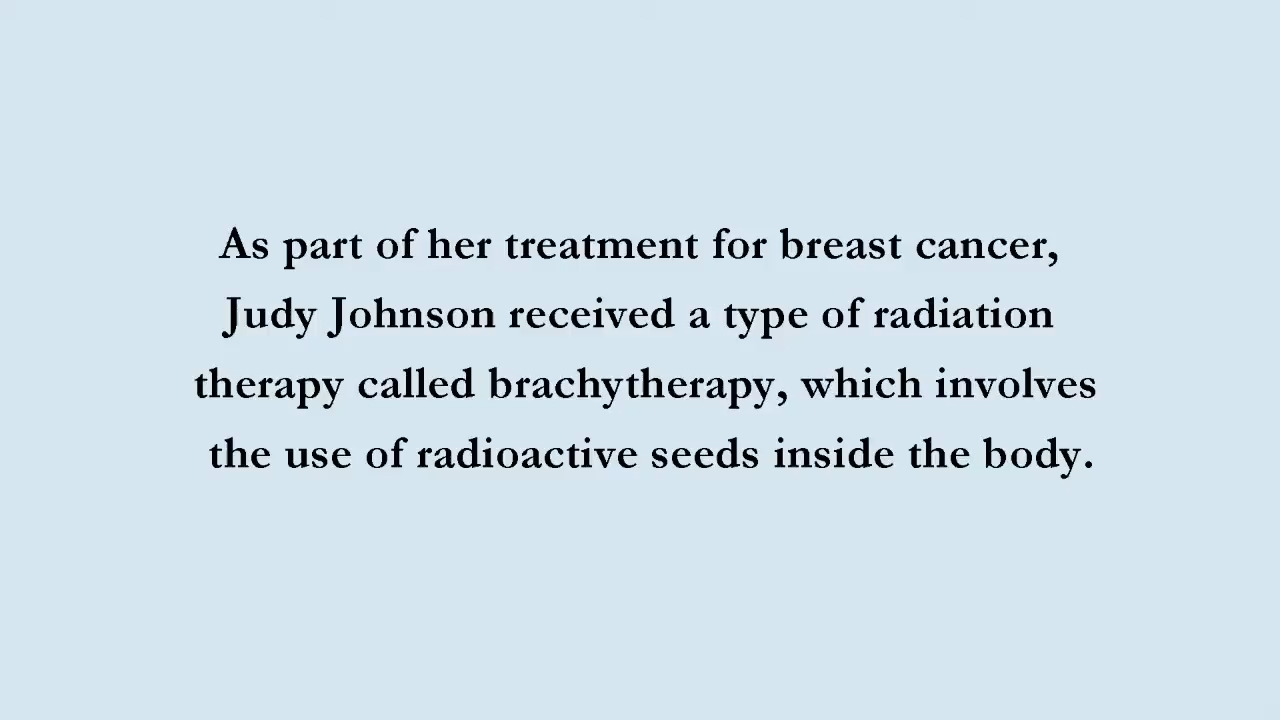 As part of her treatment for breast cancer,
Judy Johnson received a type of radiation
therapy called brachytherapy, which involves
the use of radioactive seeds inside the body.